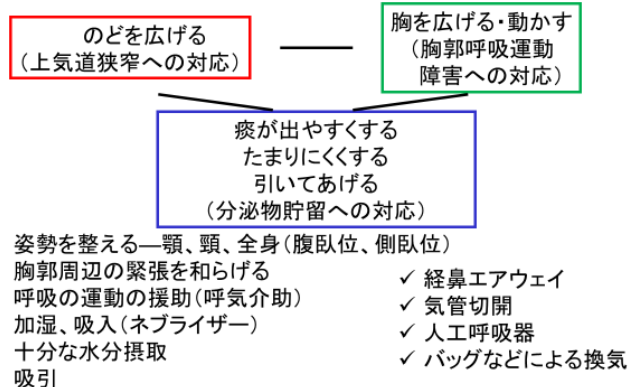 のどを広げる
(上気道狭窄への対応)
胸を広げる・動かす
(胸郭呼吸運動
障害への対応)
痰が出やすくする
たまりにくくする
引いてあげる
(分泌物貯留への対応)
姿勢を整える―顎、頸、全身(腹臥位、側臥位)
胸郭周辺の緊張を和らげる
呼吸の運動の援助(呼気介助)
加湿、吸入(ネブライザー)
十分な水分摂取
吸引
✓ 経鼻エアウェイ
✓ 気管切開
✓ 人工呼吸器
✓ バッグなどによる換気